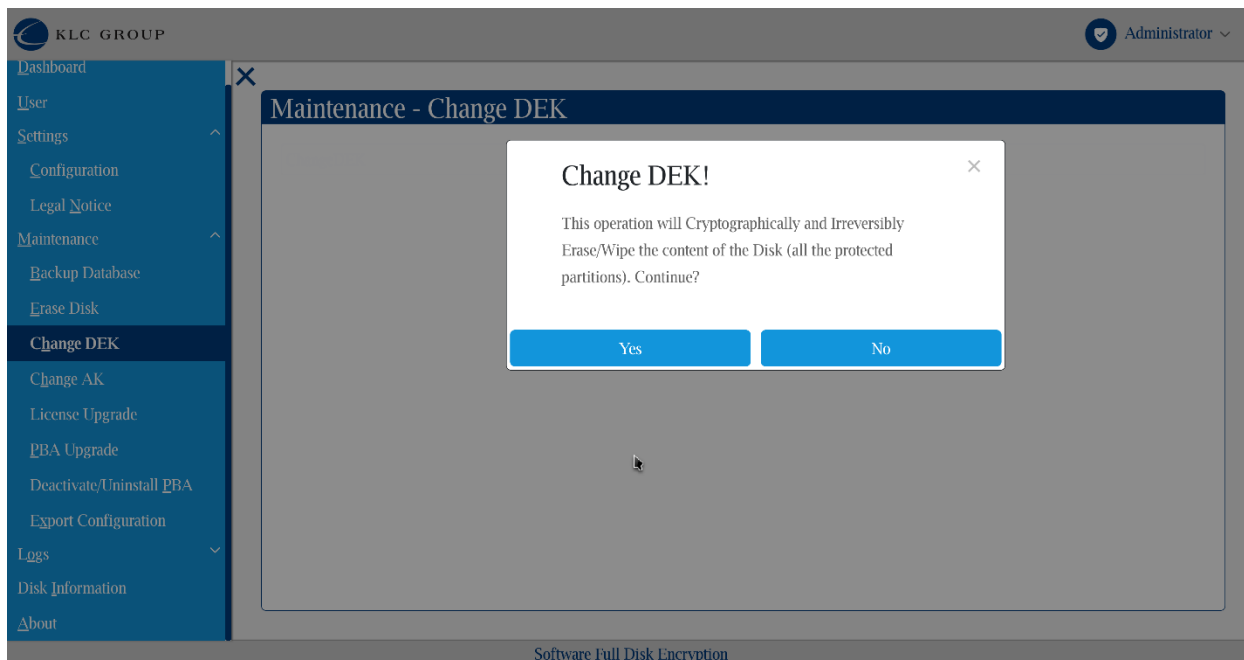 KLC GROUP
Administrator
Dashboard
User
Settings
Configuration
Legal Notice
Maintenance
Backup Database
Erase Disk
Change DEK
Change AK
License Upgrade
PBA Upgrade
Deactivate/Uninstall PBA
Export Configuration
Logs
Disk Information
About
Maintenance - Change DEK
Change DEK!
This operation will Cryptographically and Irreversibly
Erase/Wipe the content of the Disk (all the protected
partitions). Continue?
Yes
No
Software Full Disk Encryption